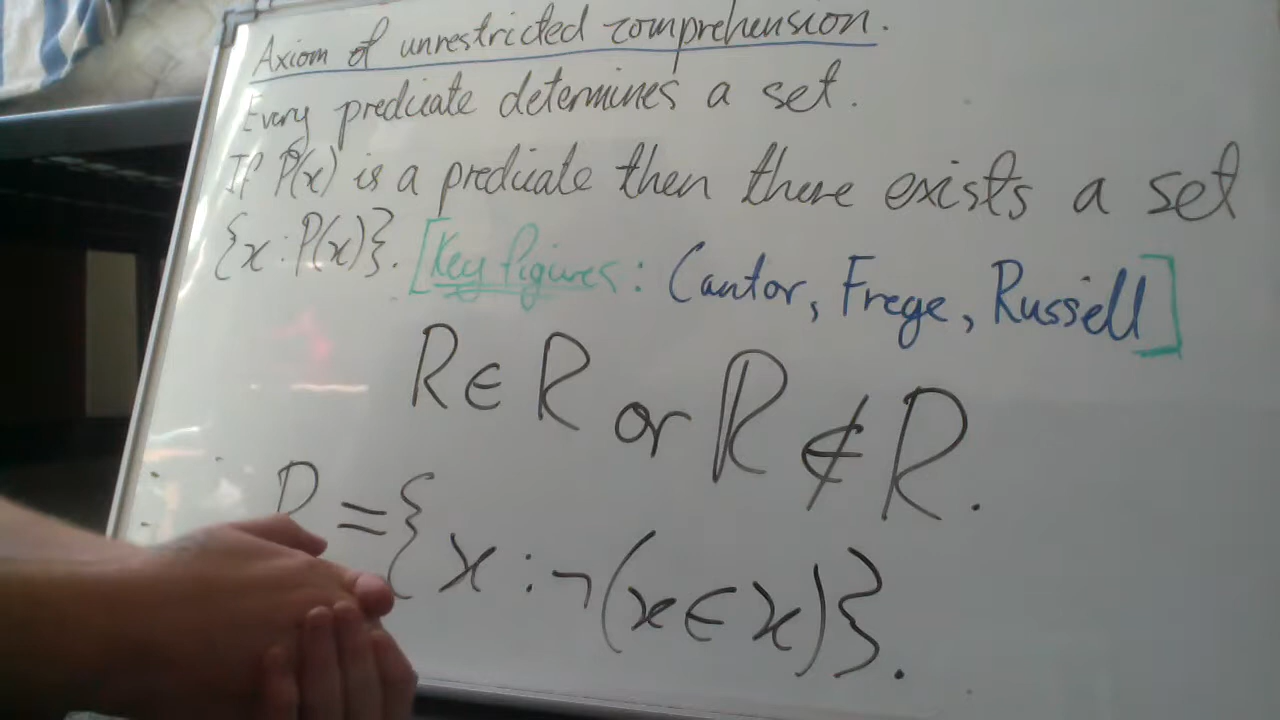 Axiom of unrestricted comprehension.
Every predicate determines a set.
If P(x) is a predicate then there exists a set
{x : P(x)}. [Key figures: Cantor, Frege, Russell]
R ∈ R or R ∉ R.
R = {x : ¬(x ∈ x)}.